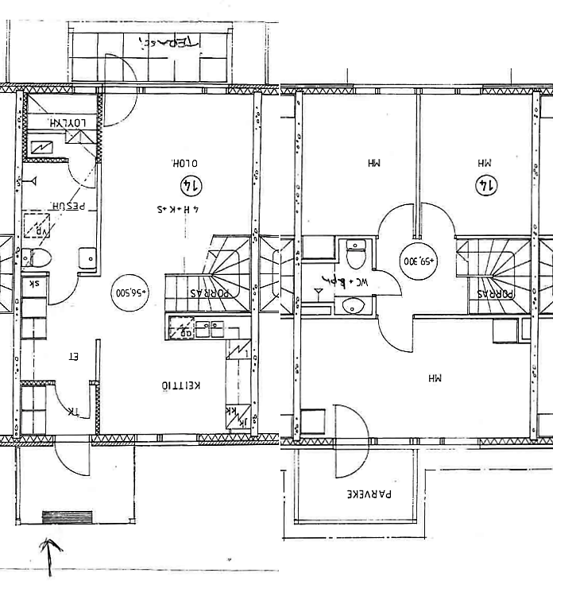 TERASSI
LÖYLYH.
OLOH.
14
4 H + K + S
PESUH.
VR
SK
+56,500
PORRAS
ET
KEITTIÖ
TK
KK
JK
MH
MH
14
+59,300
WC + kph
PORRAS
MH
PARVEKE